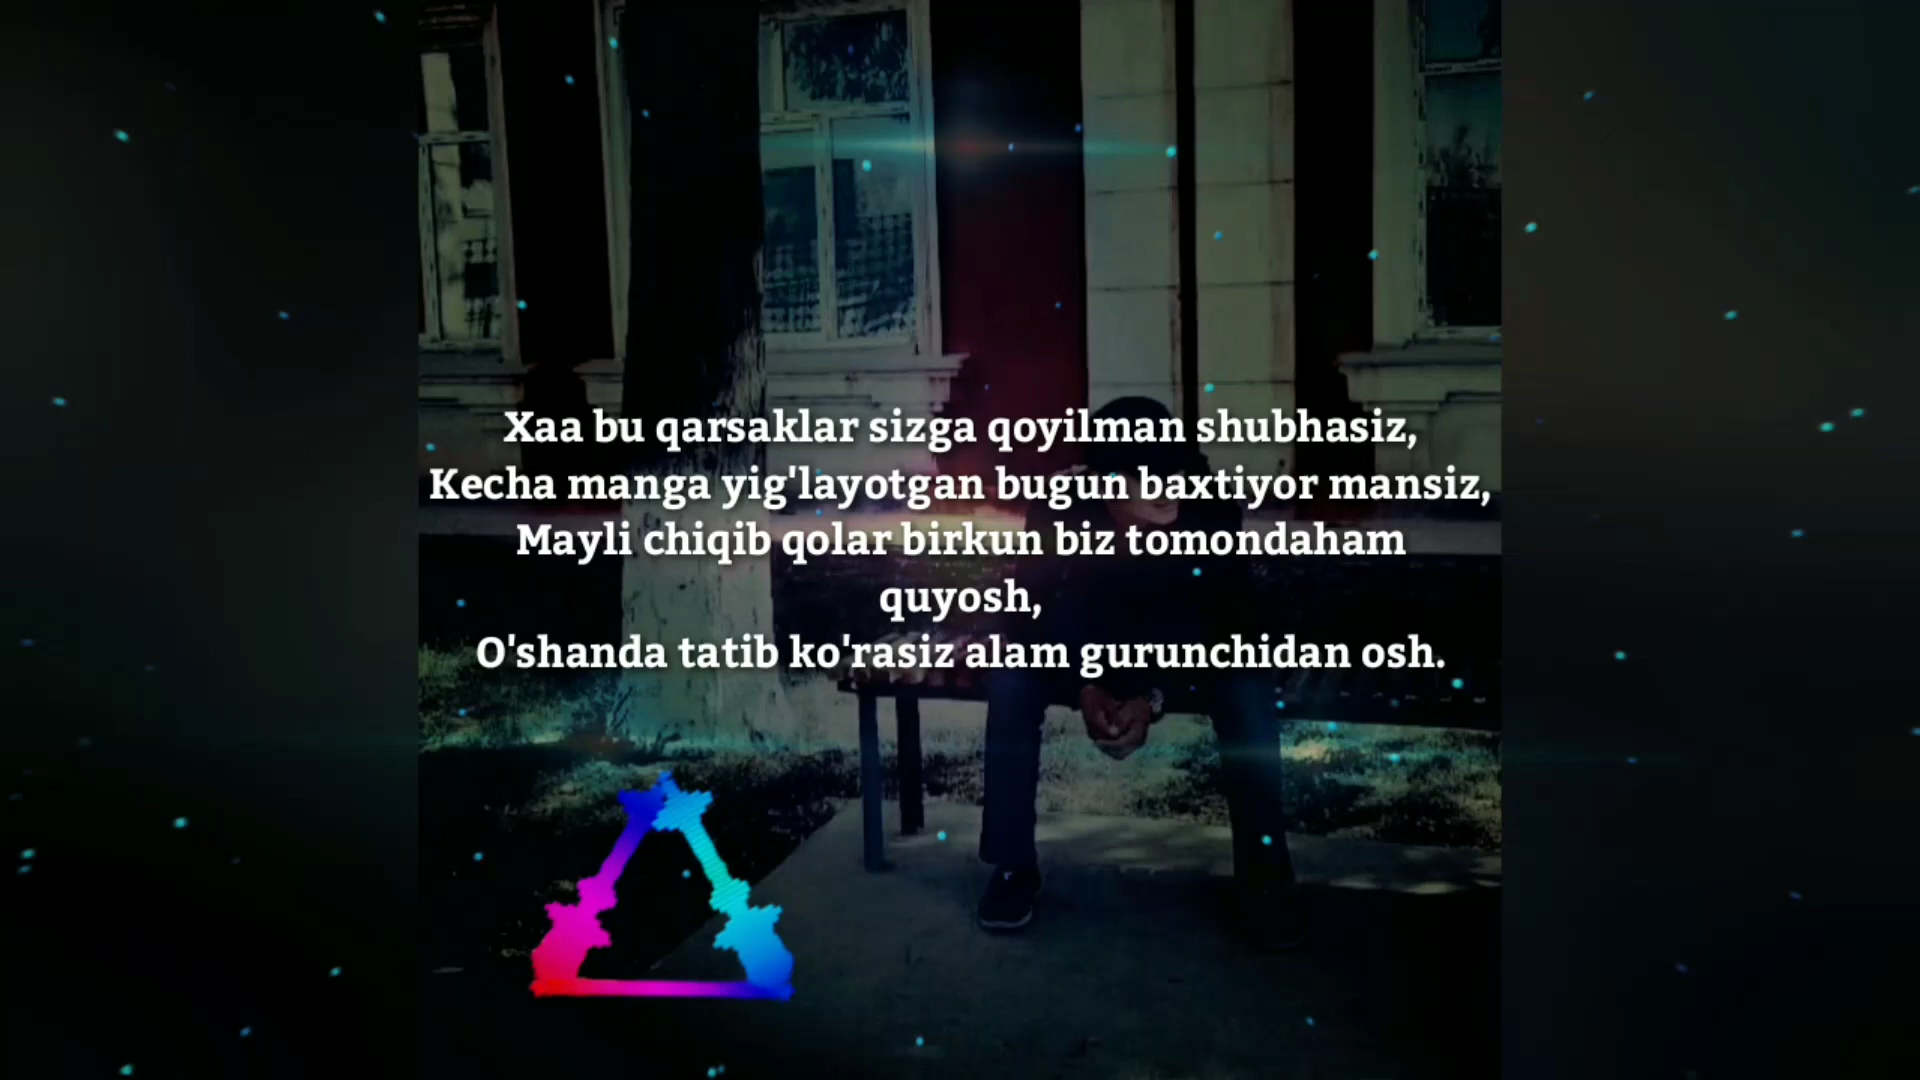 Xaa bu qarsaklar sizga qoyilman shubhasiz,
Kecha manga yig'layotgan bugun baxtiyor mansiz,
Mayli chiqib qolar birkun biz tomondaham
quyosh,
O'shanda tatib ko'rasiz alam gurunchidan osh.